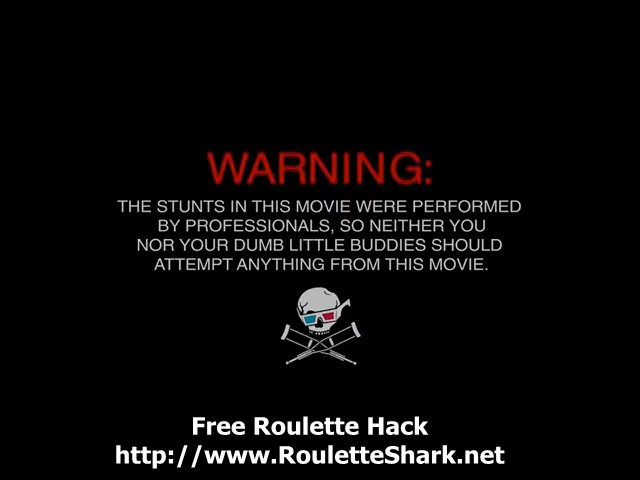 WARNING:
THE STUNTS IN THIS MOVIE WERE PERFORMED
BY PROFESSIONALS, SO NEITHER YOU
NOR YOUR DUMB LITTLE BUDDIES SHOULD
ATTEMPT ANYTHING FROM THIS MOVIE.
Free Roulette Hack
http://www.RouletteShark.net